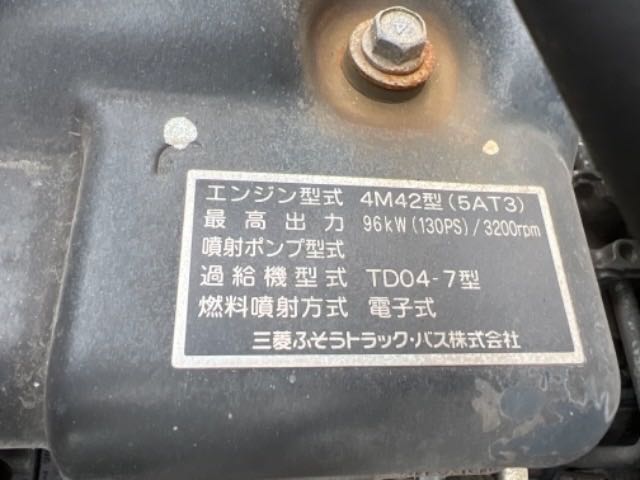 エンジン型式 4M42型(5AT3)
最高出力 96kW(130PS)/3200rpm
噴射ポンプ型式
過給機型式 TD04-7型
燃料噴射方式 電子式
三菱ふそうトラック・バス株式会社